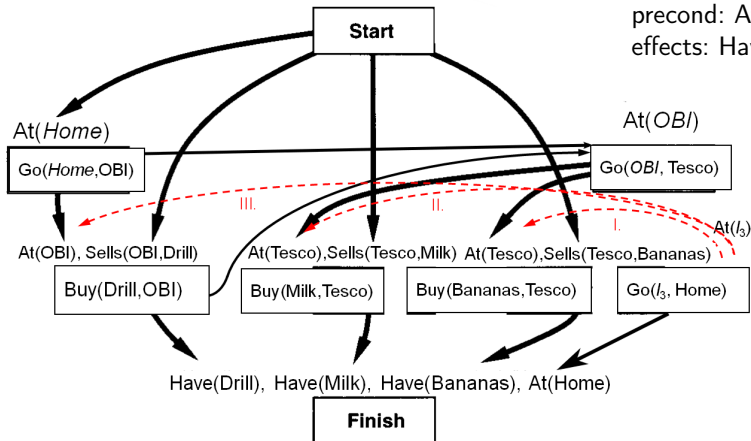 Start
precond: A
effects: Hav
At(Home)
At(OBI)
Go(Home,OBI)
Go(OBI, Tesco)
III.
II.
I.
At(l₃)
At(OBI), Sells(OBI,Drill)
At(Tesco),Sells(Tesco,Milk)
At(Tesco),Sells(Tesco,Bananas)
Buy(Drill,OBI)
Buy(Milk,Tesco)
Buy(Bananas,Tesco)
Go(l₃, Home)
Have(Drill), Have(Milk), Have(Bananas), At(Home)
Finish